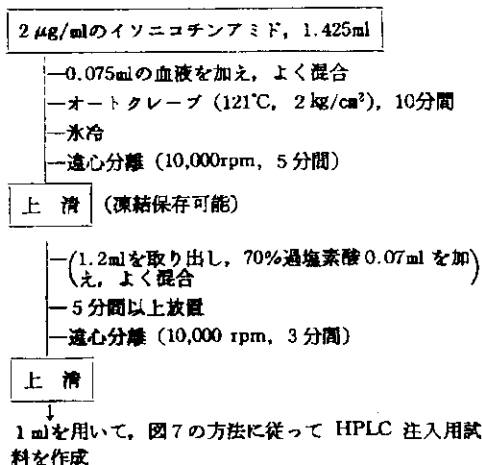 2 μg/mlのイソニコチンアミド，1.425ml
0.075mlの血液を加え，よく混合
オートクレーブ（121℃，2 kg/cm²），10分間
氷冷
遠心分離（10,000rpm，5分間）
上 清 （凍結保存可能）
（1.2mlを取り出し，70%過塩素酸 0.07ml を加
え，よく混合）
5分間以上放置
遠心分離（10,000 rpm，3分間）
上 清
1 mlを用いて，図7の方法に従って HPLC 注入用試
料を作成